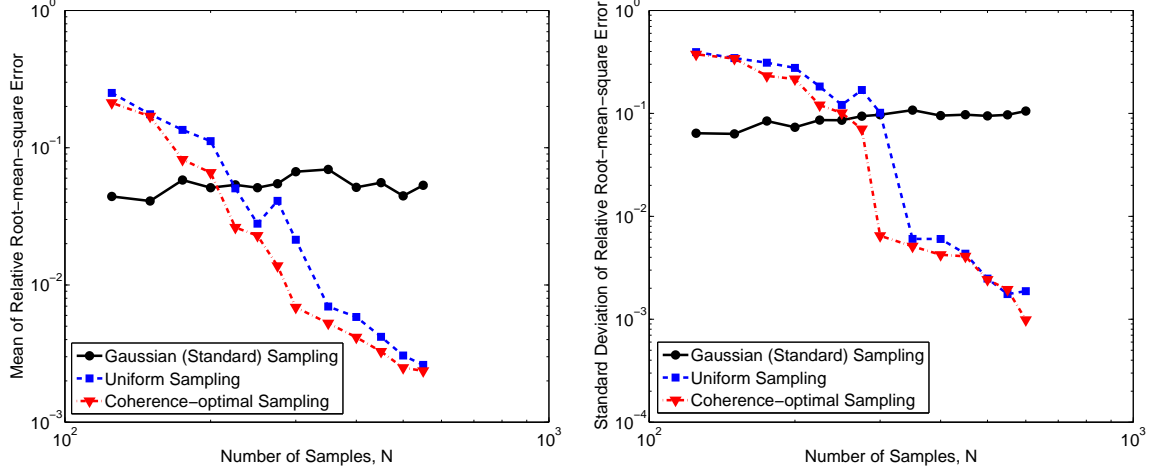 10^0
10^-1
10^-2
10^-3
10^2
10^3
Mean of Relative Root−mean−square Error
Number of Samples, N
Gaussian (Standard) Sampling
Uniform Sampling
Coherence−optimal Sampling
10^0
10^-1
10^-2
10^-3
10^-4
10^2
10^3
Standard Deviation of Relative Root−mean−square Error
Number of Samples, N
Gaussian (Standard) Sampling
Uniform Sampling
Coherence−optimal Sampling